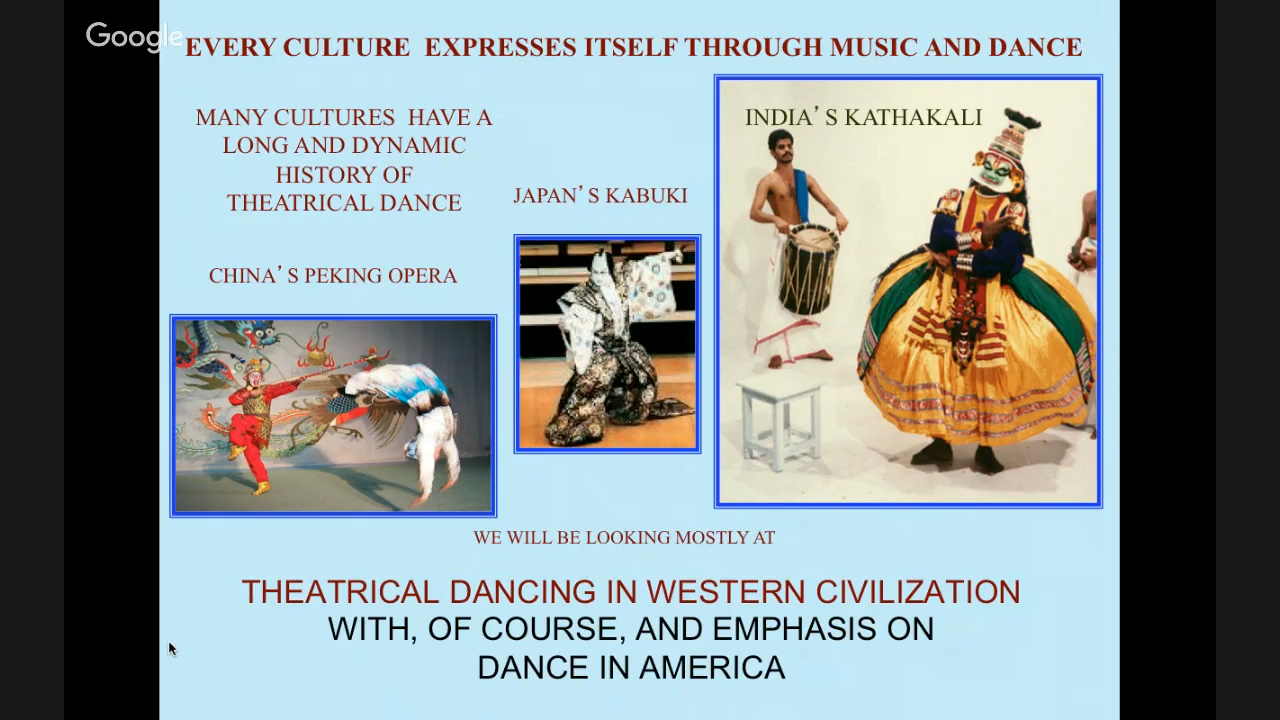 Google
EVERY CULTURE EXPRESSES ITSELF THROUGH MUSIC AND DANCE
MANY CULTURES HAVE A
LONG AND DYNAMIC
HISTORY OF
THEATRICAL DANCE
CHINA’S PEKING OPERA
JAPAN’S KABUKI
INDIA’S KATHAKALI
WE WILL BE LOOKING MOSTLY AT
THEATRICAL DANCING IN WESTERN CIVILIZATION
WITH, OF COURSE, AND EMPHASIS ON
DANCE IN AMERICA